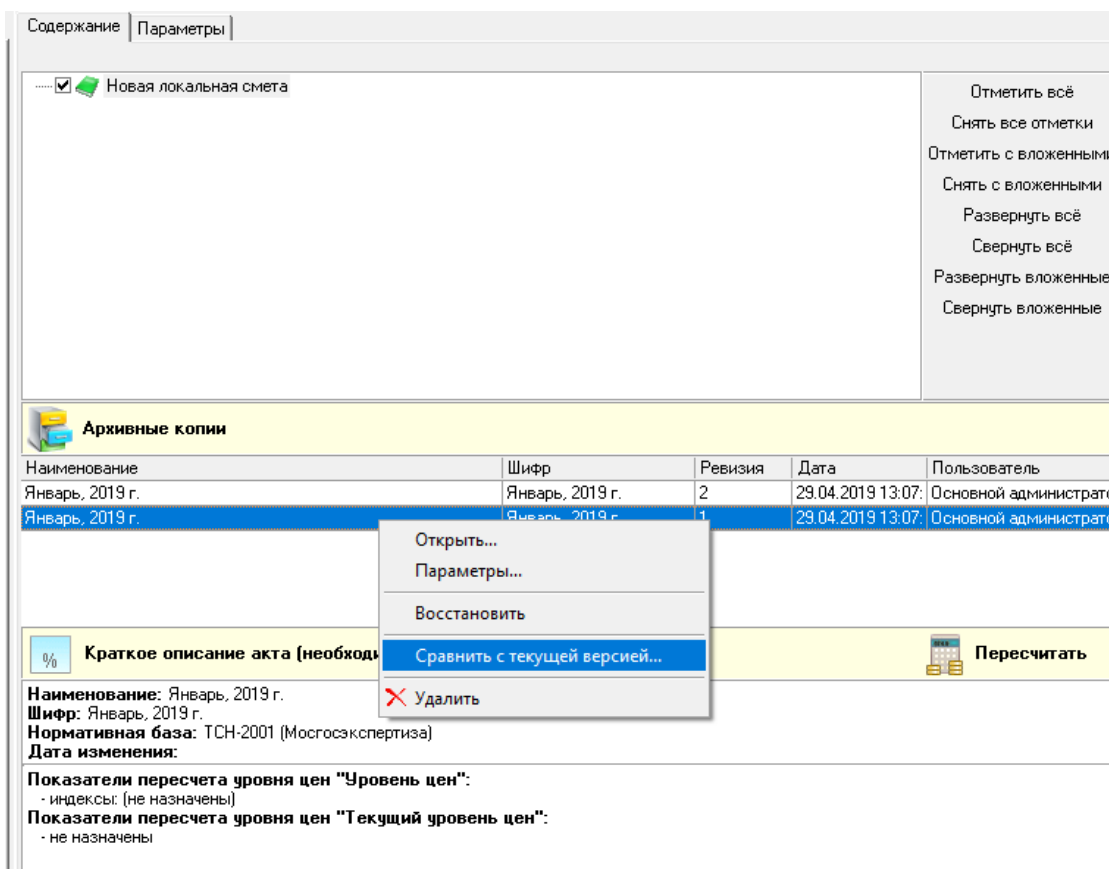 Содержание Параметры
Новая локальная смета
Отметить всё
Снять все отметки
Отметить с вложенными
Снять с вложенными
Развернуть всё
Свернуть всё
Развернуть вложенные
Свернуть вложенные
Архивные копии
Наименование Шифр Ревизия Дата Пользователь
Январь, 2019 г. Январь, 2019 г. 2 29.04.2019 13:07: Основной администрато
Январь, 2019 г. Январь, 2019 г. 1 29.04.2019 13:07: Основной администрато
Открыть...
Параметры...
Восстановить
Сравнить с текущей версией...
Удалить
% Краткое описание акта (необходи Пересчитать
Наименование: Январь, 2019 г.
Шифр: Январь, 2019 г.
Нормативная база: ТСН-2001 (Мосгосэкспертиза)
Дата изменения:
Показатели пересчета уровня цен "Уровень цен":
- индексы: (не назначены)
Показатели пересчета уровня цен "Текущий уровень цен":
- не назначены